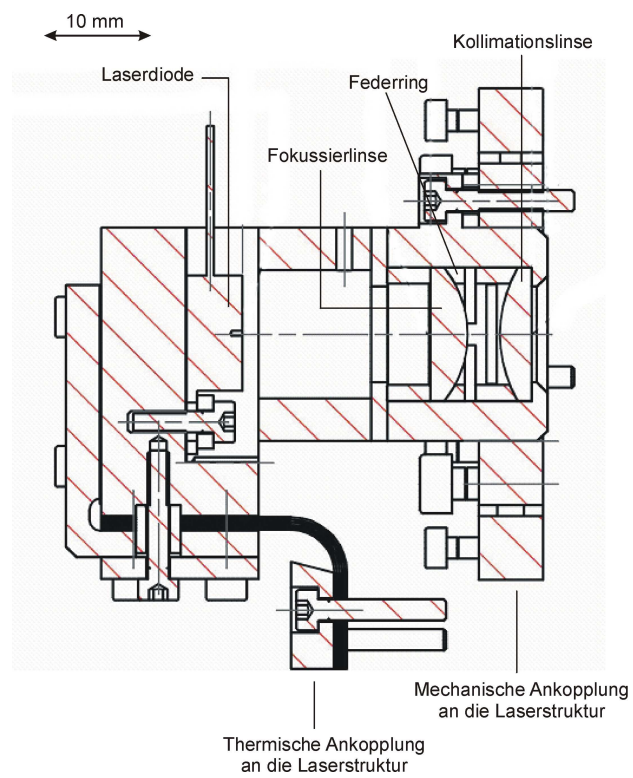 10 mm
Kollimationslinse
Laserdiode
Federring
Fokussierlinse
Mechanische Ankopplung
an die Laserstruktur
Thermische Ankopplung
an die Laserstruktur